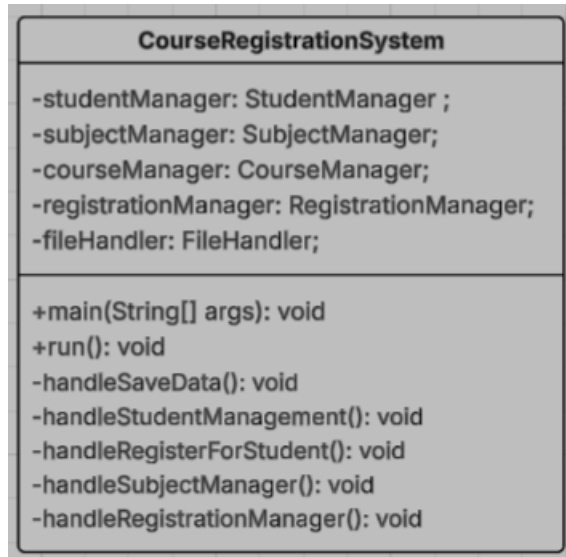 CourseRegistrationSystem
-studentManager: StudentManager ;
-subjectManager: SubjectManager;
-courseManager: CourseManager;
-registrationManager: RegistrationManager;
-fileHandler: FileHandler;
+main(String[] args): void
+run(): void
-handleSaveData(): void
-handleStudentManagement(): void
-handleRegisterForStudent(): void
-handleSubjectManager(): void
-handleRegistrationManager(): void